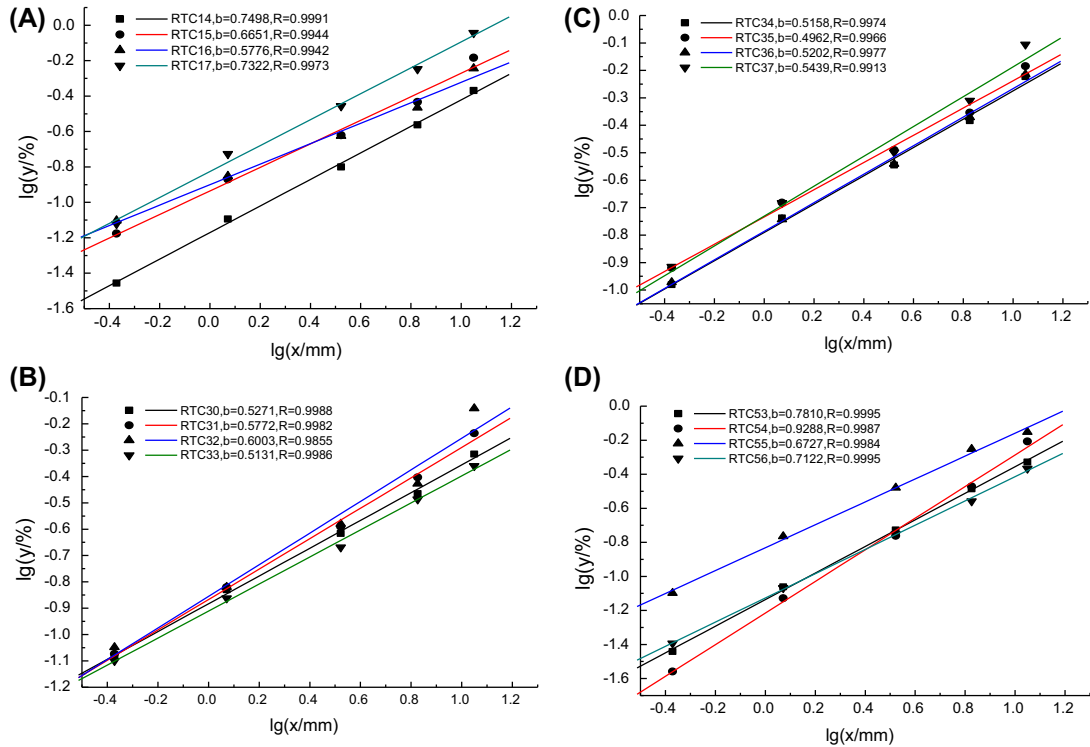 (A)
RTC14,b=0.7498,R=0.9991
RTC15,b=0.6651,R=0.9944
RTC16,b=0.5776,R=0.9942
RTC17,b=0.7322,R=0.9973
0.0
-0.2
-0.4
-0.6
-0.8
-1.0
-1.2
-1.4
-1.6
lg(y/%)
-0.4 -0.2 0.0 0.2 0.4 0.6 0.8 1.0 1.2
lg(x/mm)
(C)
RTC34,b=0.5158,R=0.9974
RTC35,b=0.4962,R=0.9966
RTC36,b=0.5202,R=0.9977
RTC37,b=0.5439,R=0.9913
0.0
-0.1
-0.2
-0.3
-0.4
-0.5
-0.6
-0.7
-0.8
-0.9
-1.0
lg(y/%)
-0.4 -0.2 0.0 0.2 0.4 0.6 0.8 1.0 1.2
lg(x/mm)
(B)
RTC30,b=0.5271,R=0.9988
RTC31,b=0.5772,R=0.9982
RTC32,b=0.6003,R=0.9855
RTC33,b=0.5131,R=0.9986
-0.1
-0.2
-0.3
-0.4
-0.5
-0.6
-0.7
-0.8
-0.9
-1.0
-1.1
-1.2
lg(y/%)
-0.4 -0.2 0.0 0.2 0.4 0.6 0.8 1.0 1.2
lg(x/mm)
(D)
RTC53,b=0.7810,R=0.9995
RTC54,b=0.9288,R=0.9987
RTC55,b=0.6727,R=0.9984
RTC56,b=0.7122,R=0.9995
0.0
-0.2
-0.4
-0.6
-0.8
-1.0
-1.2
-1.4
-1.6
lg(y/%)
-0.4 -0.2 0.0 0.2 0.4 0.6 0.8 1.0 1.2
lg(x/mm)